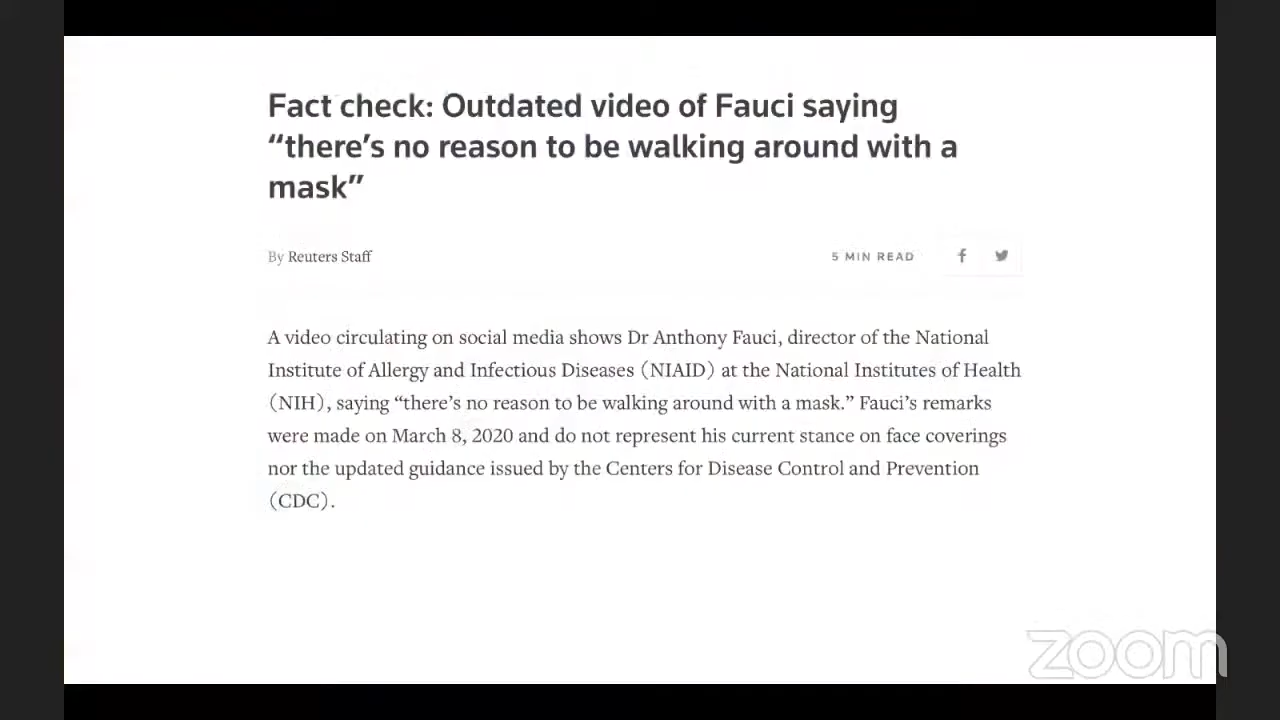 Fact check: Outdated video of Fauci saying
“there’s no reason to be walking around with a
mask”
By Reuters Staff
5 MIN READ
A video circulating on social media shows Dr Anthony Fauci, director of the National
Institute of Allergy and Infectious Diseases (NIAID) at the National Institutes of Health
(NIH), saying “there’s no reason to be walking around with a mask.” Fauci’s remarks
were made on March 8, 2020 and do not represent his current stance on face coverings
nor the updated guidance issued by the Centers for Disease Control and Prevention
(CDC).
zoom